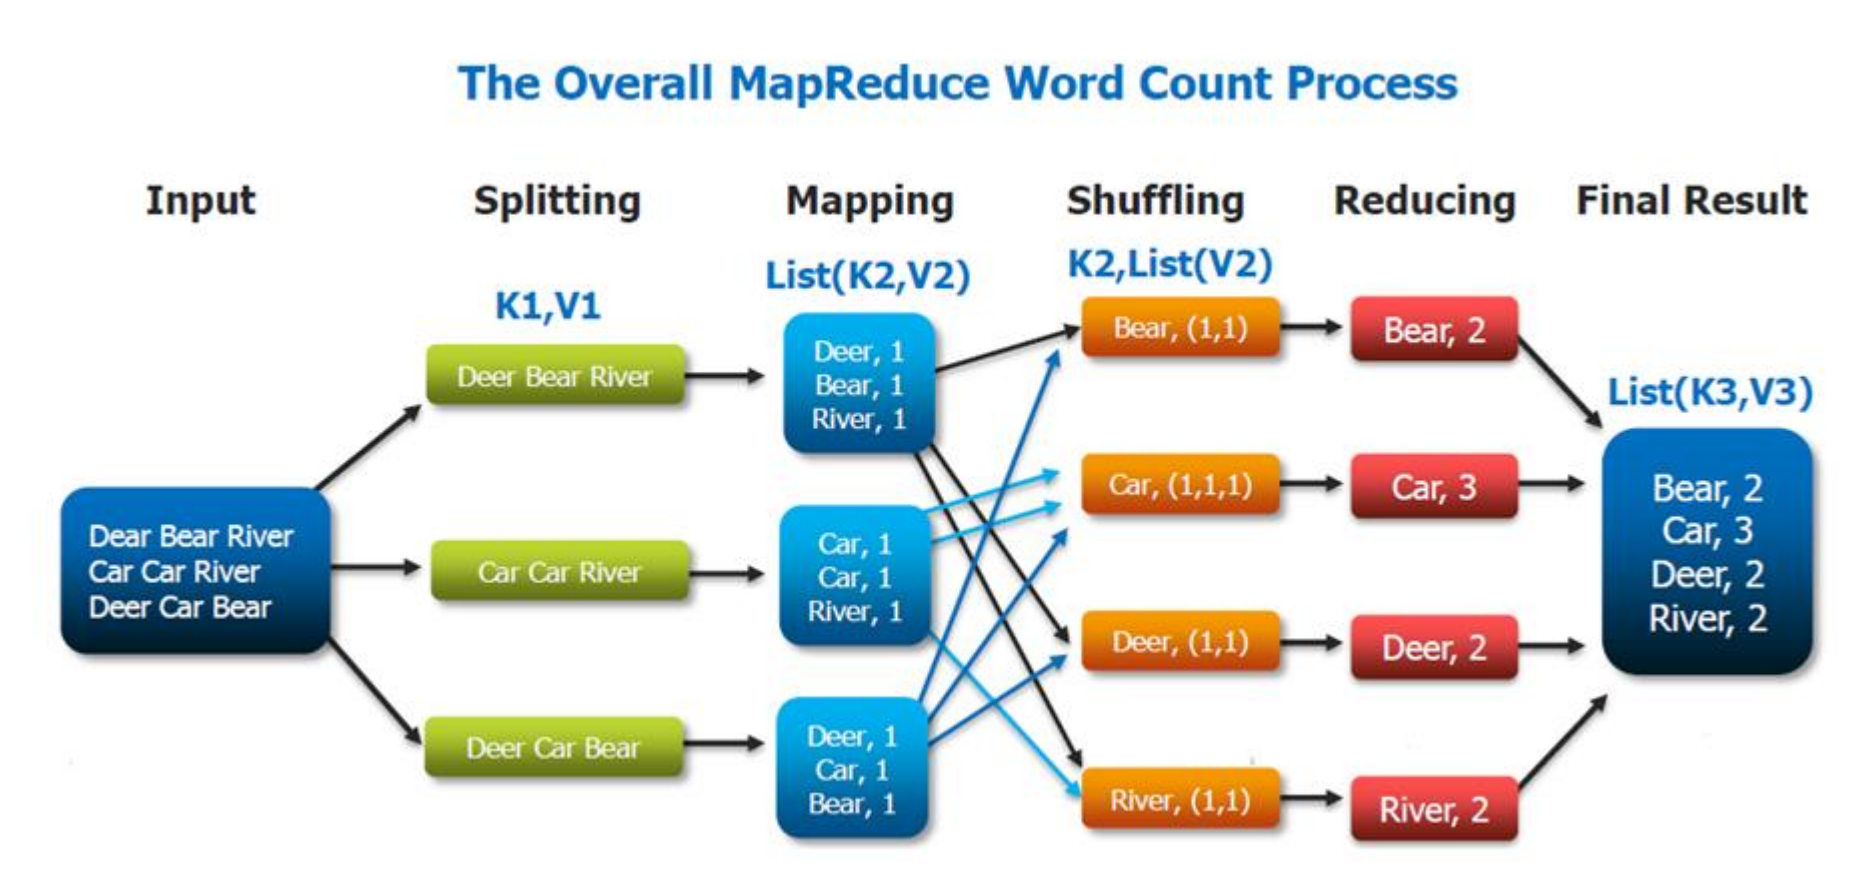 The Overall MapReduce Word Count Process
Input
Splitting
Mapping
Shuffling
Reducing
Final Result
K1,V1
List(K2,V2)
K2,List(V2)
List(K3,V3)
Dear Bear River
Car Car River
Deer Car Bear
Deer Bear River
Car Car River
Deer Car Bear
Deer, 1
Bear, 1
River, 1
Car, 1
Car, 1
River, 1
Deer, 1
Car, 1
Bear, 1
Bear, (1,1)
Car, (1,1,1)
Deer, (1,1)
River, (1,1)
Bear, 2
Car, 3
Deer, 2
River, 2
Bear, 2
Car, 3
Deer, 2
River, 2